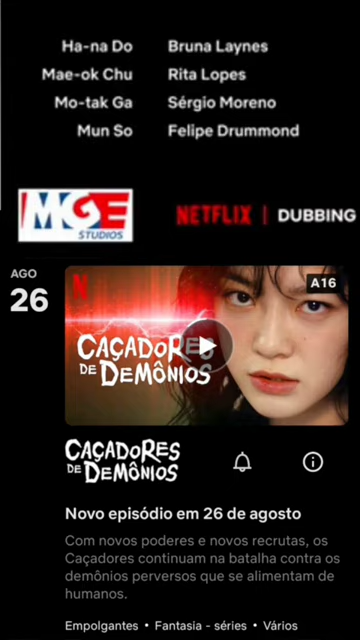 Ha-na Do Bruna Laynes
Mae-ok Chu Rita Lopes
Mo-tak Ga Sérgio Moreno
Mun So Felipe Drummond
MGE
STUDIOS
NETFLIX | DUBBING
AGO
26
N
A16
CAÇADORES
DE DEMÔNIOS
CAÇADORES
DE DEMÔNIOS
Novo episódio em 26 de agosto
Com novos poderes e novos recrutas, os
Caçadores continuam na batalha contra os
demônios perversos que se alimentam de
humanos.
Empolgantes • Fantasia - séries • Vários